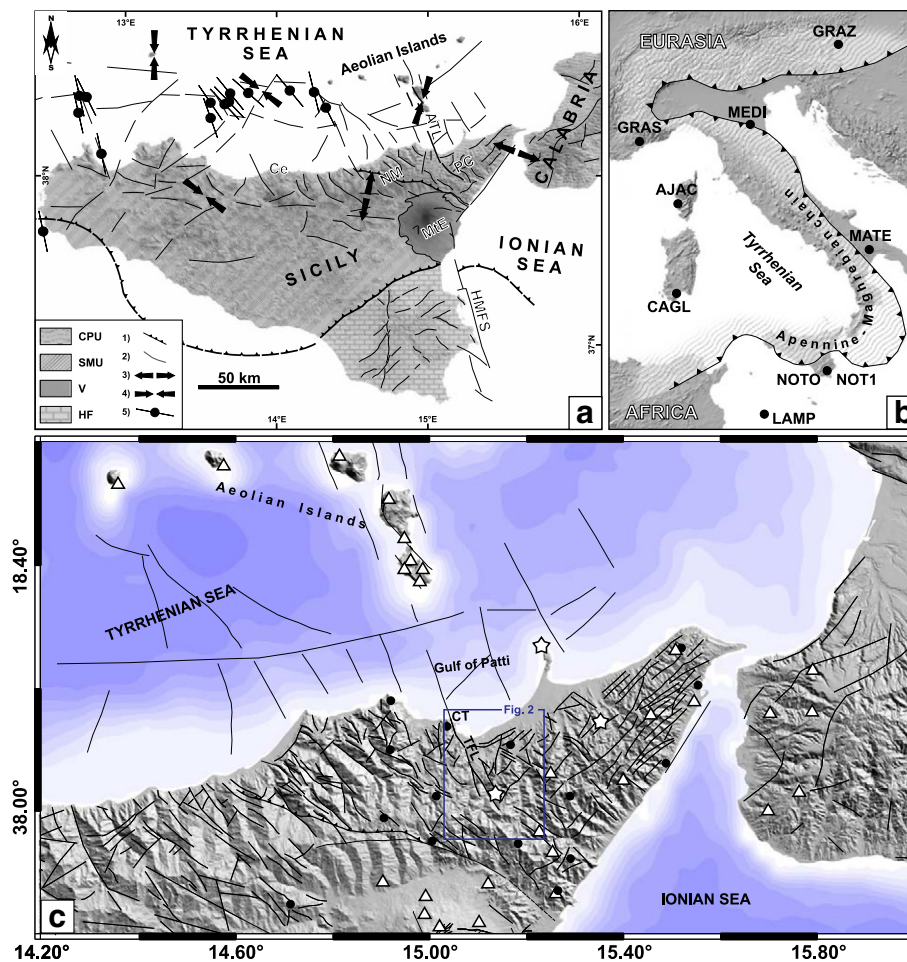 N
S
13°E
16°E
TYRRHENIAN
SEA
Aeolian Islands
ATL
CALABRIA
38°N
Ce
NM
PC
MtE
SICILY
IONIAN
SEA
HMFS
37°N
CPU
SMU
V
HF
1)
2)
3)
4)
5)
50 km
14°E
15°E
a
EURASIA
GRAZ
MEDI
GRAS
AJAC
MATE
CAGL
Tyrrhenian
Sea
Apennine-Maghrebian chain
NOTO
NOT1
AFRICA
LAMP
b
Aeolian Islands
18.40°
TYRRHENIAN SEA
Gulf of Patti
Fig. 2
CT
TFL
38.00°
IONIAN SEA
c
14.20°
14.60°
15.00°
15.40°
15.80°